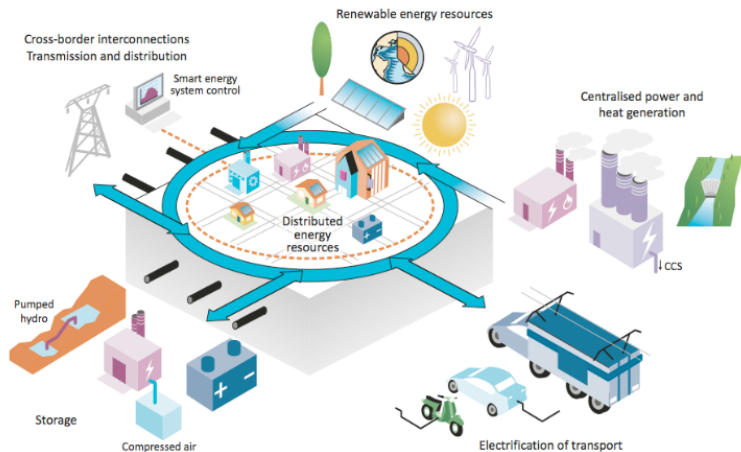 Renewable energy resources
Cross-border interconnections
Transmission and distribution
Smart energy
system control
Centralised power and
heat generation
Distributed
energy
resources
↓CCS
Pumped
hydro
Storage
Compressed air
Electrification of transport